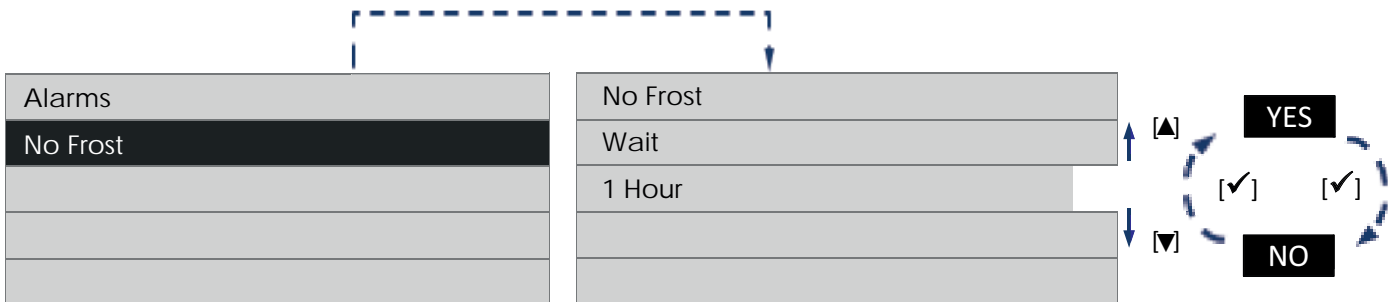 Alarms
No Frost
No Frost
Wait
1 Hour
[▲]
[▼]
YES
[✔] [✔]
NO